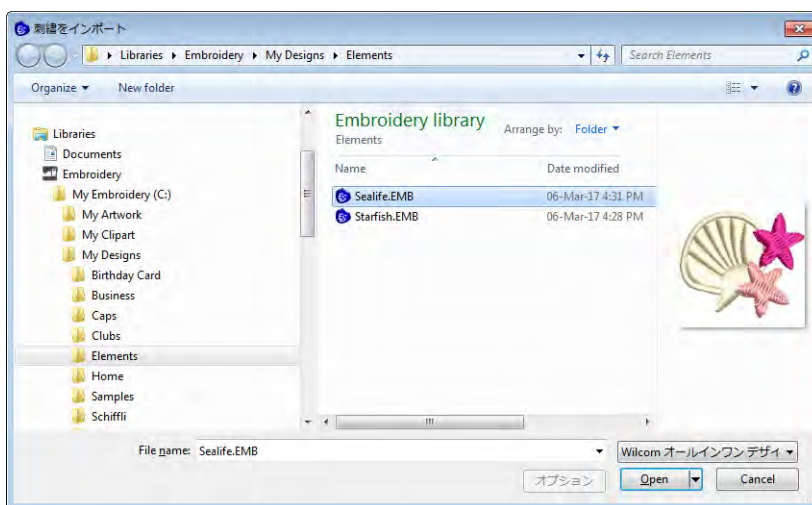 刺繍をインポート
Libraries ▸ Embroidery ▸ My Designs ▸ Elements
Search Elements
Organize
New folder
Libraries
Documents
Embroidery
My Embroidery (C:)
My Artwork
My Clipart
My Designs
Birthday Card
Business
Caps
Clubs
Elements
Home
Samples
Schiffli
Embroidery library
Elements
Arrange by: Folder
Name Date modified
Sealife.EMB 06-Mar-17 4:31 PM
Starfish.EMB 06-Mar-17 4:28 PM
File name: Sealife.EMB
Wilcom オールインワン デザイ
オプション Open Cancel